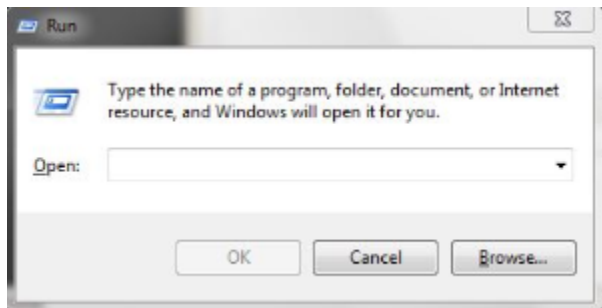 Run
Type the name of a program, folder, document, or Internet
resource, and Windows will open it for you.
Open:
OK
Cancel
Browse...